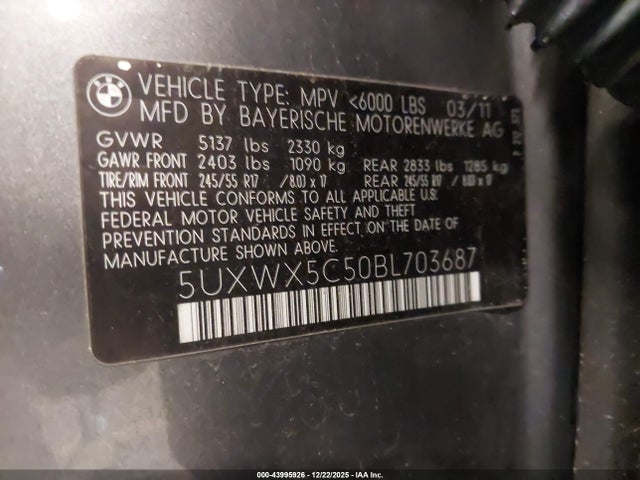 BMW
VEHICLE TYPE: MPV <6000 LBS 03/11
MFD BY BAYERISCHE MOTORENWERKE AG
GVWR 5137 lbs 2330 kg
GAWR FRONT 2403 lbs 1090 kg REAR 2833 lbs 1285 kg
TIRE/RIM FRONT 245/55 R17 /8.0J x 17 REAR 245/55 R17 /8.0J x 17
THIS VEHICLE CONFORMS TO ALL APPLICABLE U.S.
FEDERAL MOTOR VEHICLE SAFETY AND THEFT
PREVENTION STANDARDS IN EFFECT ON THE DATE OF
MANUFACTURE SHOWN ABOVE.
5UXWX5C50BL703687
000-43995926 - 12/22/2025 - IAA Inc.